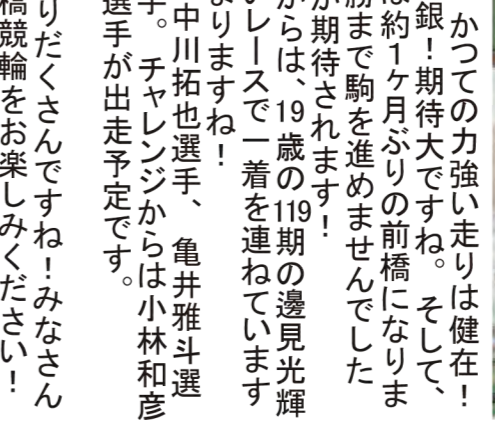 かつての力強い走りは健在！
銀！期待大ですね。そして、
は約1ヶ月ぶりの前橋になりま
勝まで駒を進めませんでした
が期待されます！
からは、19歳の119期の邊見光輝
いレースで一着を連ねています
まりますね！
中川拓也選手、亀井雅斗選
手。チャレンジからは小林和彦
選手が出走予定です。
りだくさんですね！みなさん
橋競輪をお楽しみください！